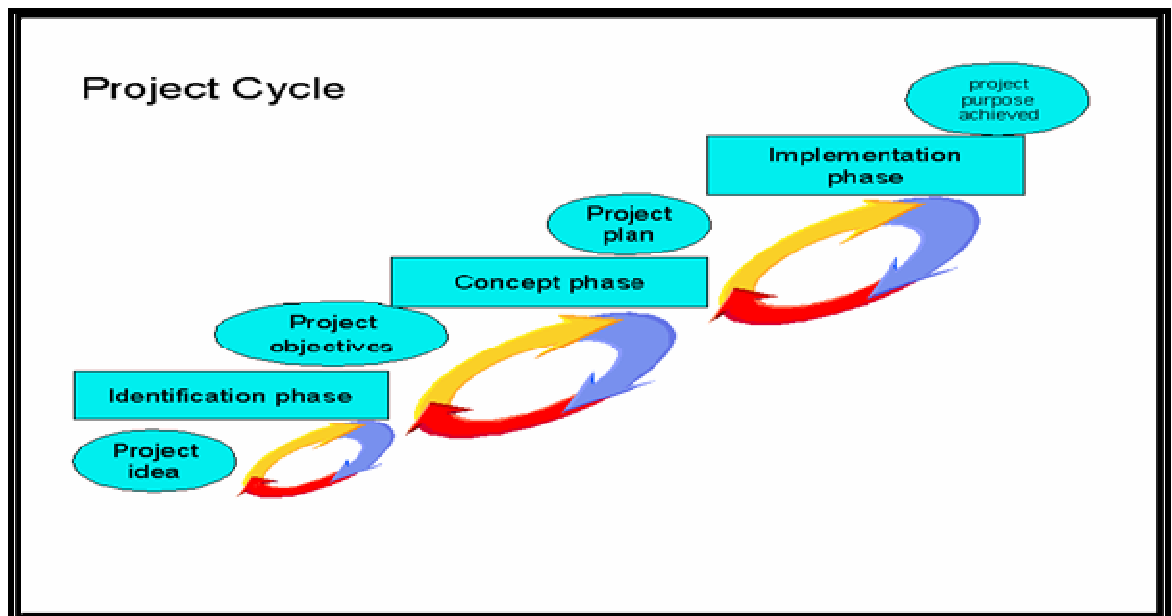 Project Cycle
project
purpose
achieved
Implementation
phase
Project
plan
Concept phase
Project
objectives
Identification phase
Project
idea